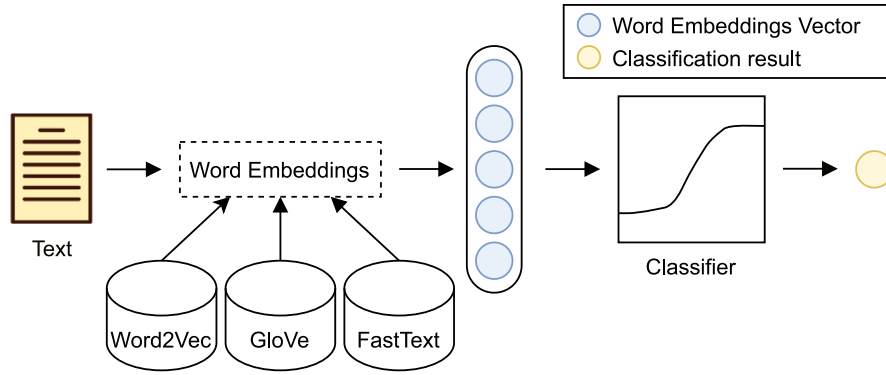 Word Embeddings Vector
Classification result
Word Embeddings
Text
Classifier
Word2Vec
GloVe
FastText